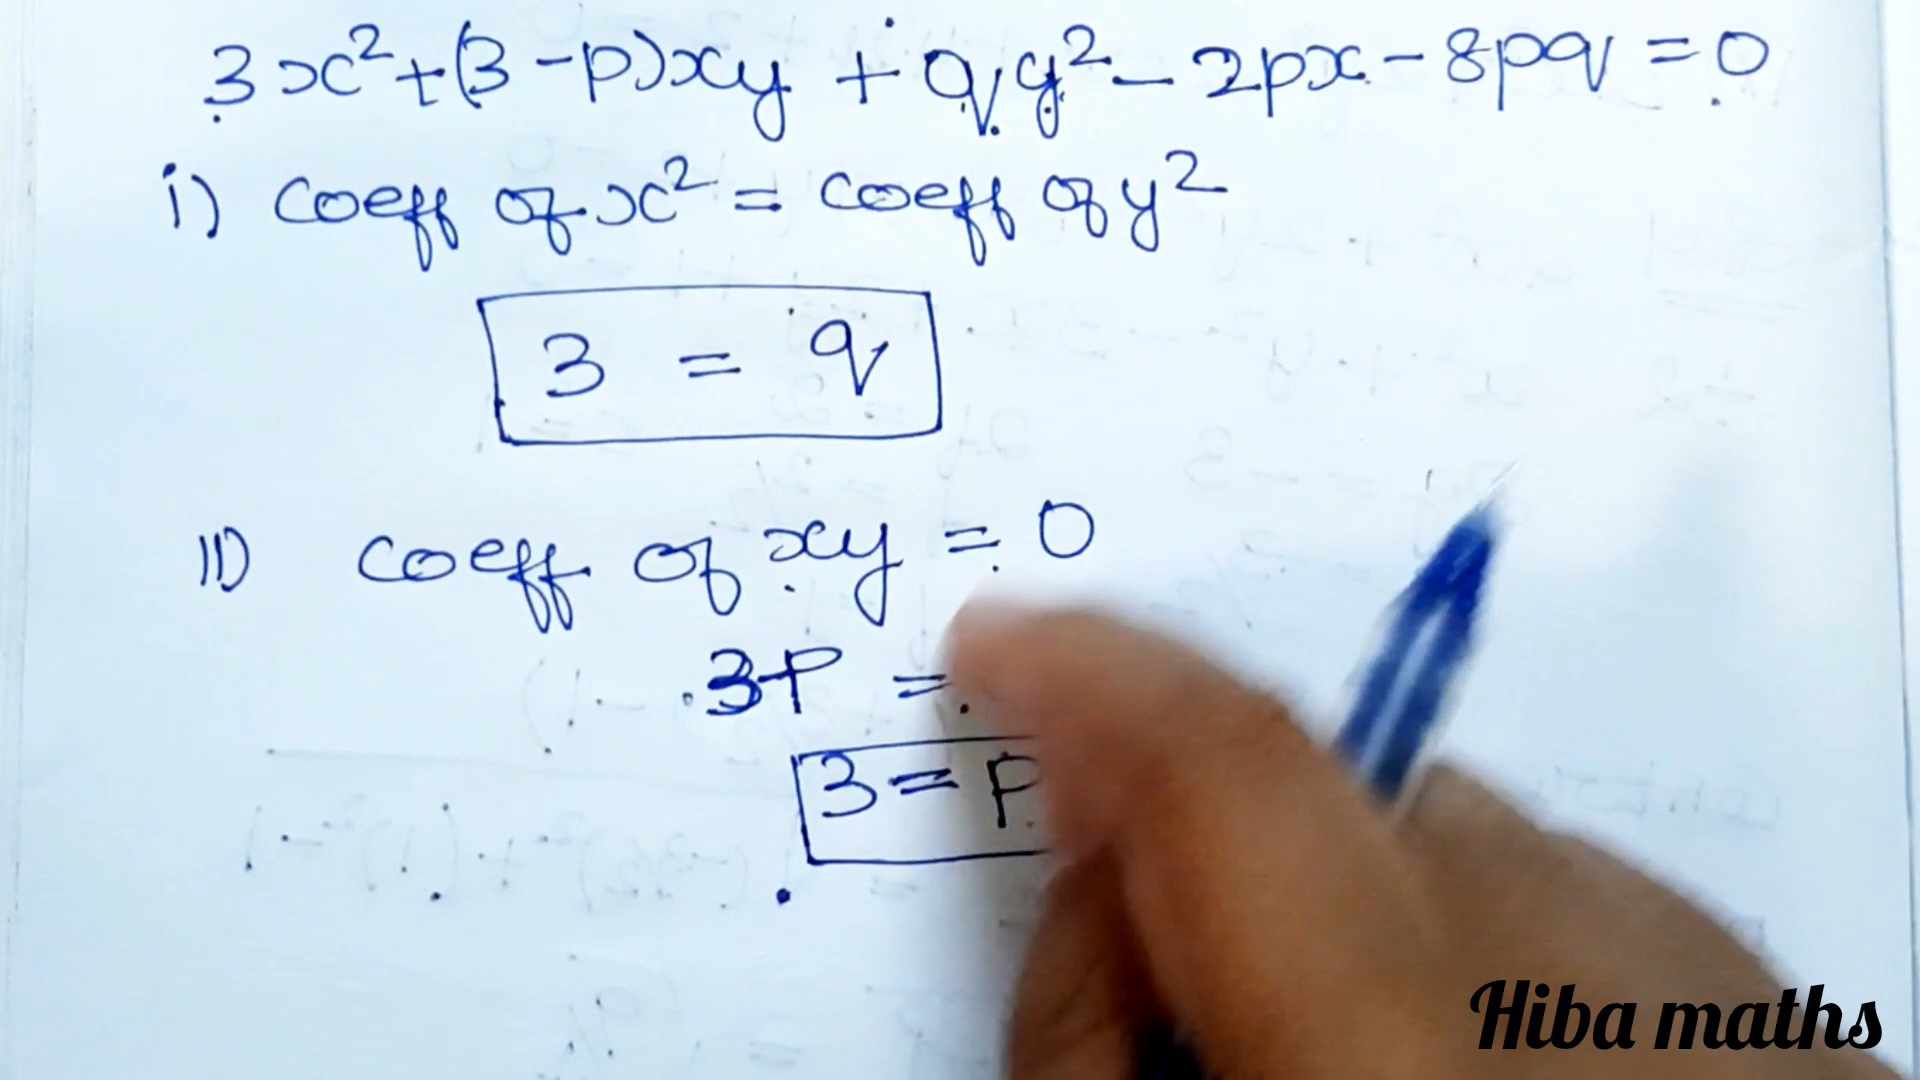 3x²+(3-p)xy + qy²- 2px - 8pq = 0
i) coeff of x² = coeff of y²
3 = q
II) coeff of xy = 0
3-P =
3 = P
Hiba maths